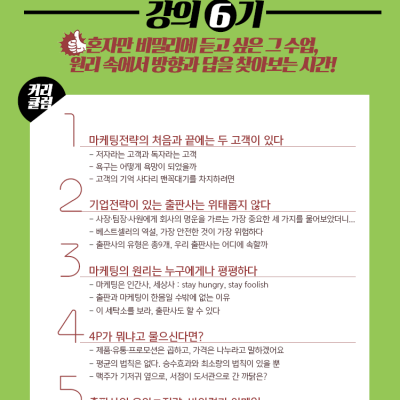 강의 6기
혼자만 비밀리에 듣고 싶은 그 수업,
원리 속에서 방향과 답을 찾아보는 시간!
커리
큘럼
1
마케팅전략의 처음과 끝에는 두 고객이 있다
- 저자라는 고객과 독자라는 고객
- 욕구는 어떻게 욕망이 되었을까
- 고객의 기억 사다리 맨꼭대기를 차지하려면
2
기업전략이 있는 출판사는 위태롭지 않다
- 사장·팀장·사원에게 회사의 명운을 가르는 가장 중요한 세 가지를 물어보았더니...
- 베스트셀러의 역설, 가장 안전한 것이 가장 위험하다
- 출판사의 유형은 총9개, 우리 출판사는 어디에 속할까
3
마케팅의 원리는 누구에게나 평평하다
- 마케팅은 인간사, 세상사 : stay hungry, stay foolish
- 출판과 마케팅이 한몸일 수밖에 없는 이유
- 이 세탁소를 보라, 출판사도 할 수 있다
4
4P가 뭐냐고 물으신다면?
- 제품·유통·프로모션은 곱하고, 가격은 나누라고 말하겠어요
- 평균의 법칙은 없다. 승수효과와 최소량의 법칙이 있을 뿐
- 맥주가 기저귀 옆으로, 서점이 도서관으로 간 까닭은?
5